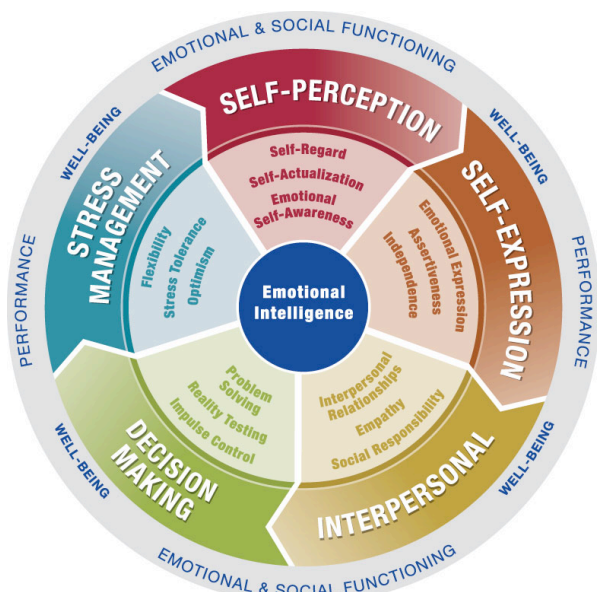 EMOTIONAL & SOCIAL FUNCTIONING
WELL-BEING
WELL-BEING
SELF-PERCEPTION
Self-Regard
Self-Actualization
Emotional
Self-Awareness
SELF-EXPRESSION
Emotional Expression
Assertiveness
Independence
STRESS
MANAGEMENT
Flexibility
Stress Tolerance
Optimism
Emotional
Intelligence
PERFORMANCE
PERFORMANCE
Problem
Solving
Reality Testing
Impulse Control
DECISION
MAKING
Interpersonal
Relationships
Empathy
Social Responsibility
INTERPERSONAL
WELL-BEING
WELL-BEING
EMOTIONAL & SOCIAL FUNCTIONING